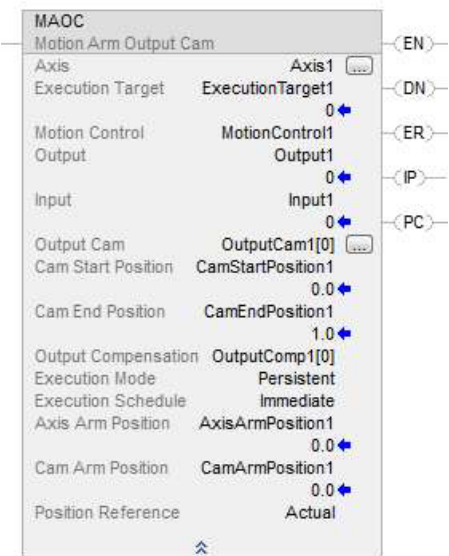 MAOC
Motion Arm Output Cam (EN)
Axis Axis1 ...
Execution Target ExecutionTarget1 (DN)
0
Motion Control MotionControl1 (ER)
Output Output1
0 (IP)
Input Input1
0 (PC)
Output Cam OutputCam1[0] ...
Cam Start Position CamStartPosition1
0.0
Cam End Position CamEndPosition1
1.0
Output Compensation OutputComp1[0]
Execution Mode Persistent
Execution Schedule Immediate
Axis Arm Position AxisArmPosition1
0.0
Cam Arm Position CamArmPosition1
0.0
Position Reference Actual